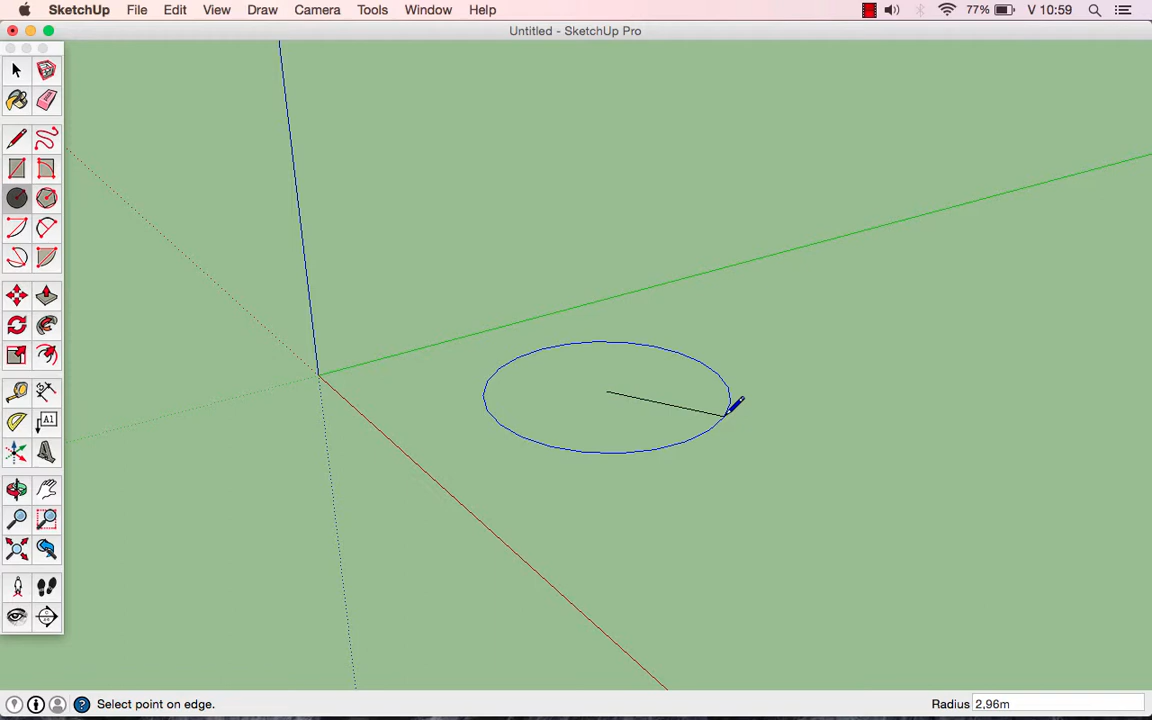 SketchUp File Edit View Draw Camera Tools Window Help 77% V 10:59
Untitled - SketchUp Pro
A1
Select point on edge. Radius 2,96m